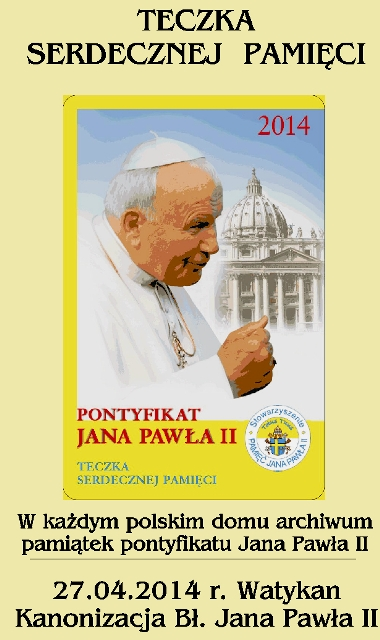 TECZKA
SERDECZNEJ PAMIĘCI
2014
PONTYFIKAT
JANA PAWŁA II
Stowarzyszenie
PAMIĘĆ JANA PAWŁA II
TECZKA
SERDECZNEJ PAMIĘCI
W każdym polskim domu archiwum
pamiątek pontyfikatu Jana Pawła II
27.04.2014 r. Watykan
Kanonizacja Bł. Jana Pawła II